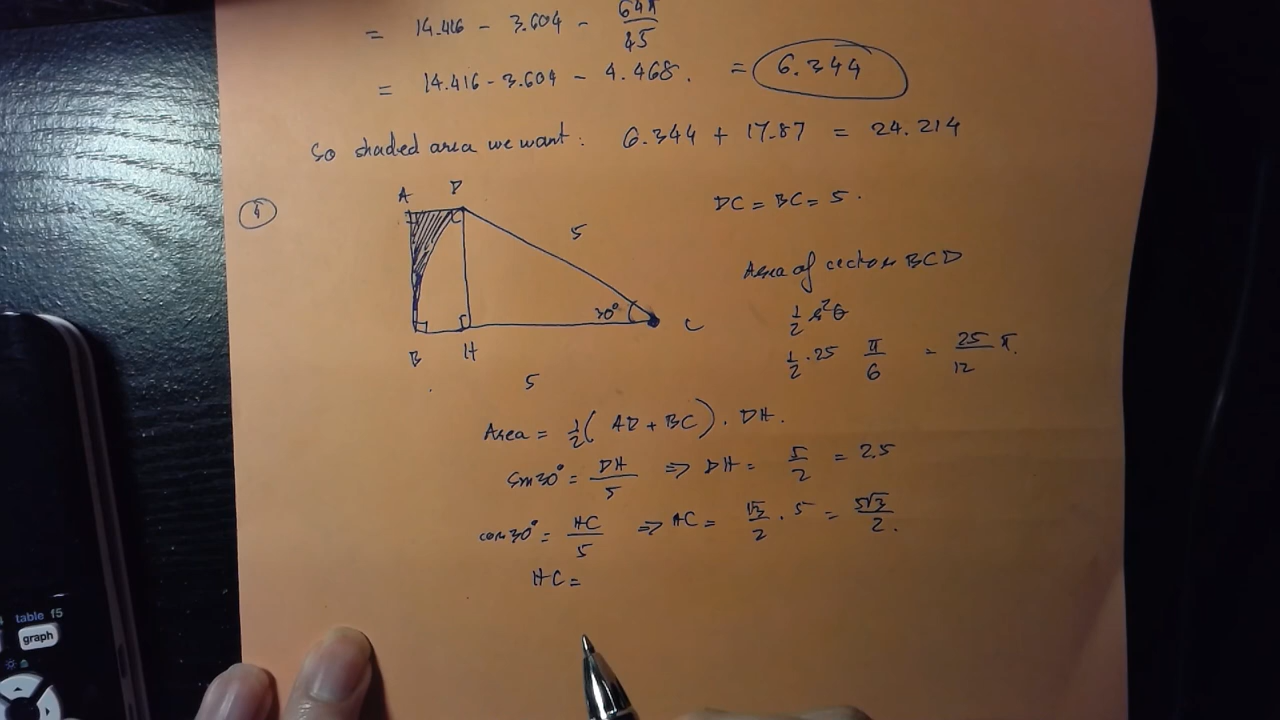 = 14.416 - 3.604 - 64π/45
= 14.416 - 3.604 - 4.468. = 6.344
So shaded area we want: 6.344 + 17.87 = 24.214
4
A D
5
30°
C
B H
5
DC = BC = 5.
Area of sector BCD
1/2 r²θ
1/2 . 25 π/6 = 25/12 π.
Area = 1/2 ( AD + BC ) . DH.
Sin 30° = DH/5 => DH = 5/2 = 2.5
cos 30° = HC/5 => HC = √3/2 . 5 = 5√3/2.
HC =
table f5
graph